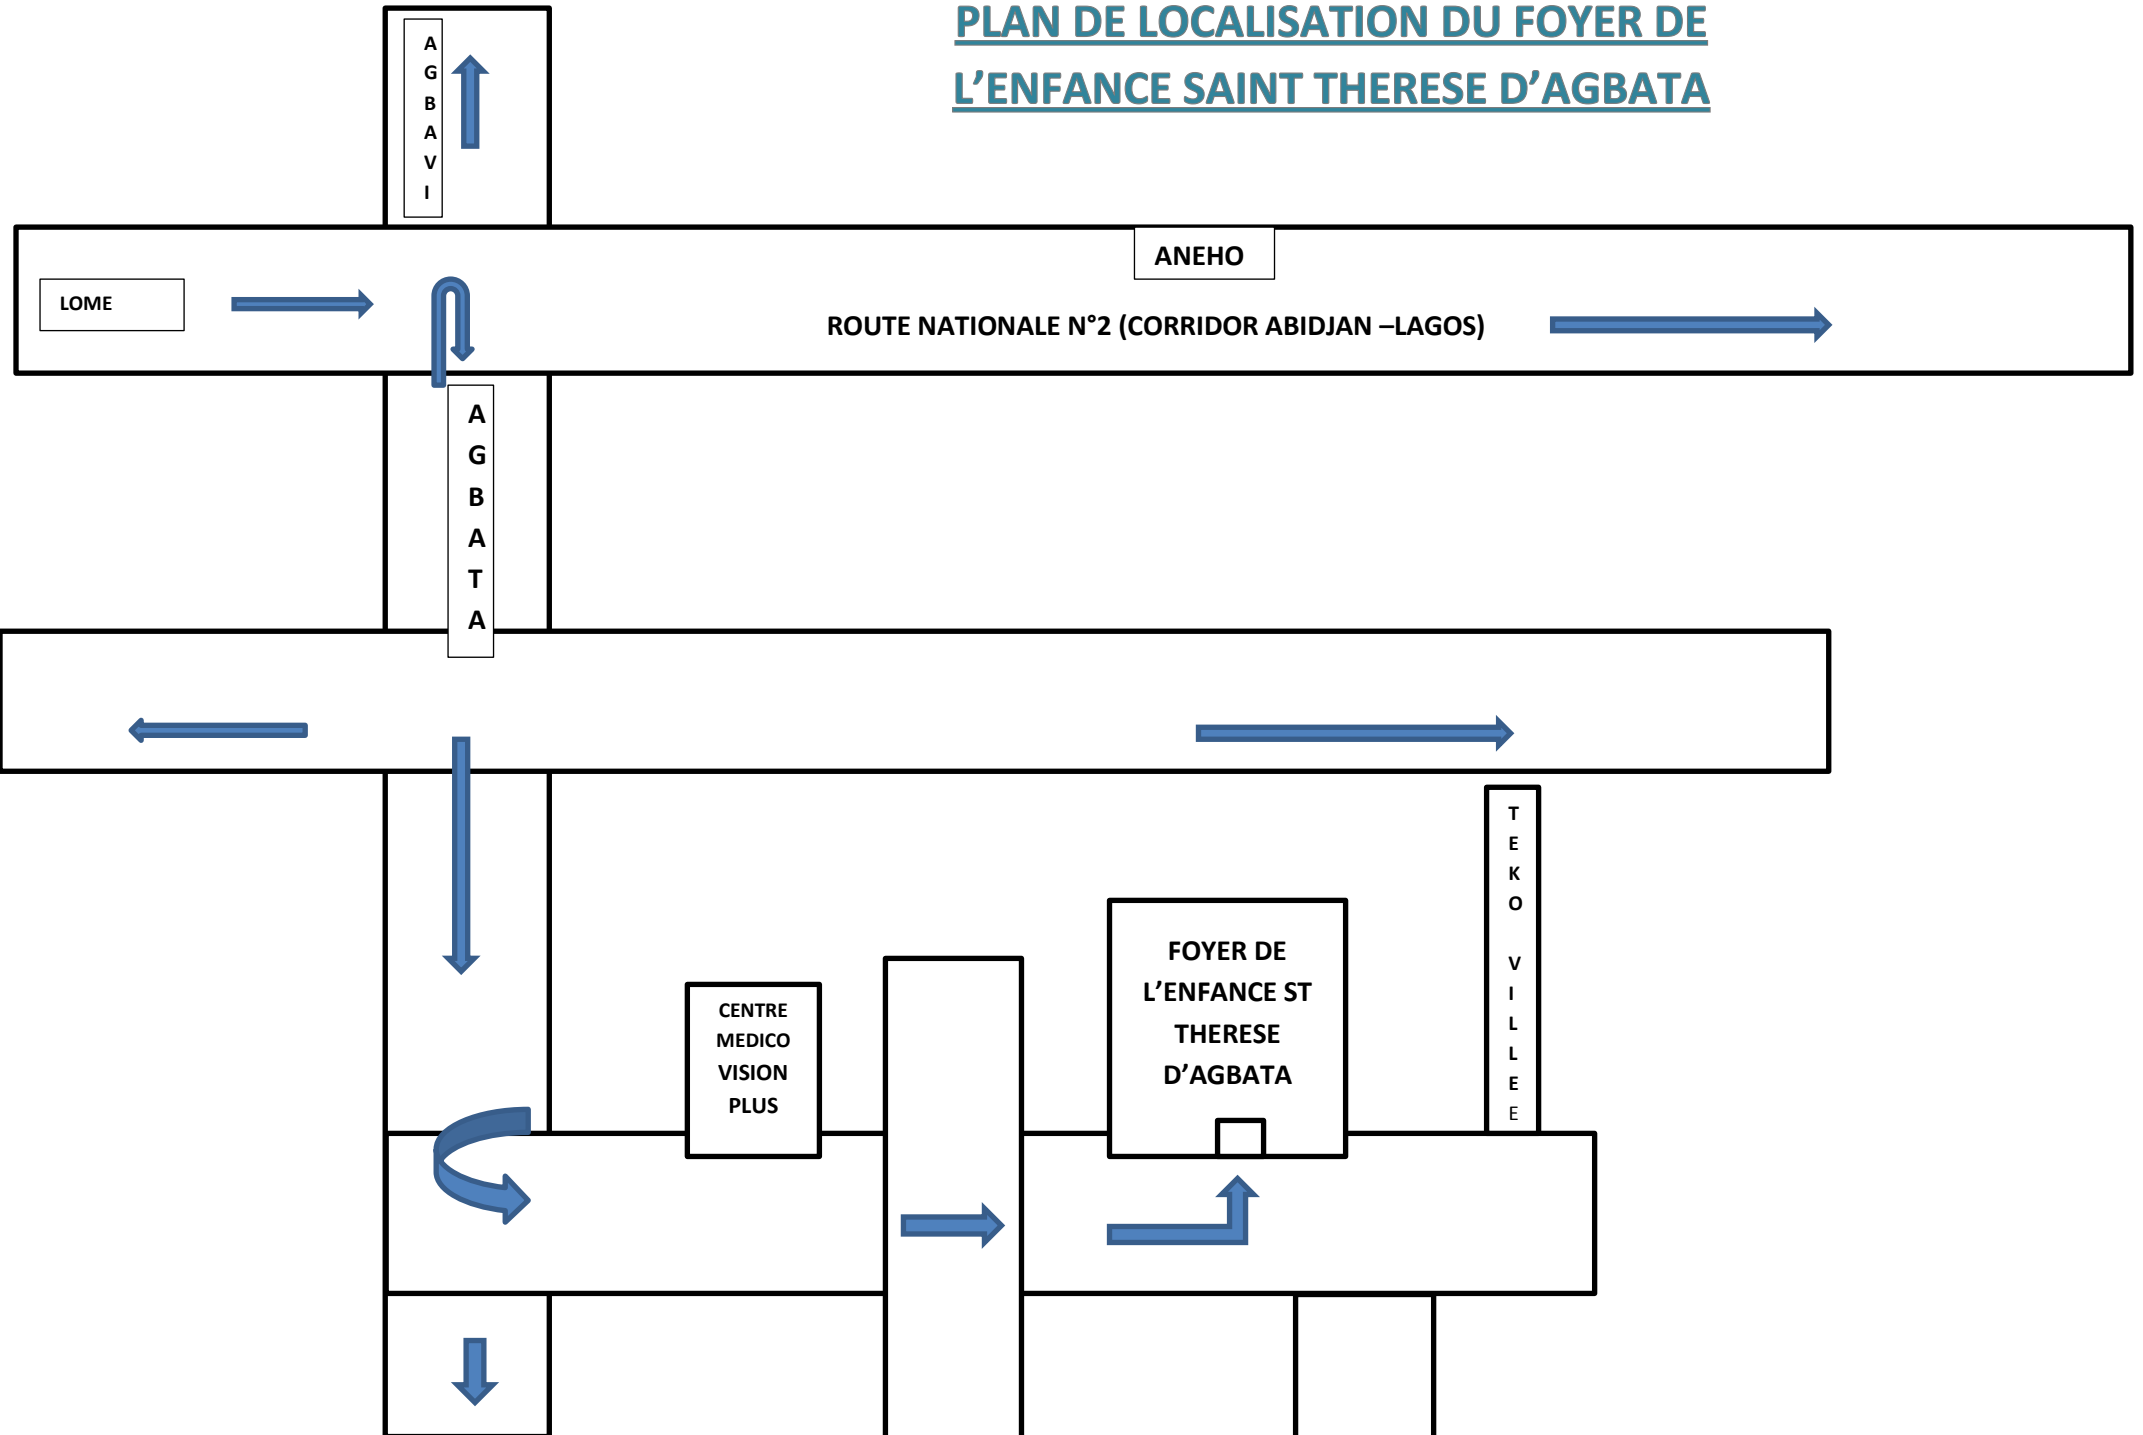 PLAN DE LOCALISATION DU FOYER DE
L’ENFANCE SAINT THERESE D’AGBATA
AGBAVI
ANEHO
LOME
ROUTE NATIONALE N°2 (CORRIDOR ABIDJAN –LAGOS)
AGBATA
TEKO VILLEE
FOYER DE
L’ENFANCE ST
THERESE
D’AGBATA
CENTRE
MEDICO
VISION
PLUS